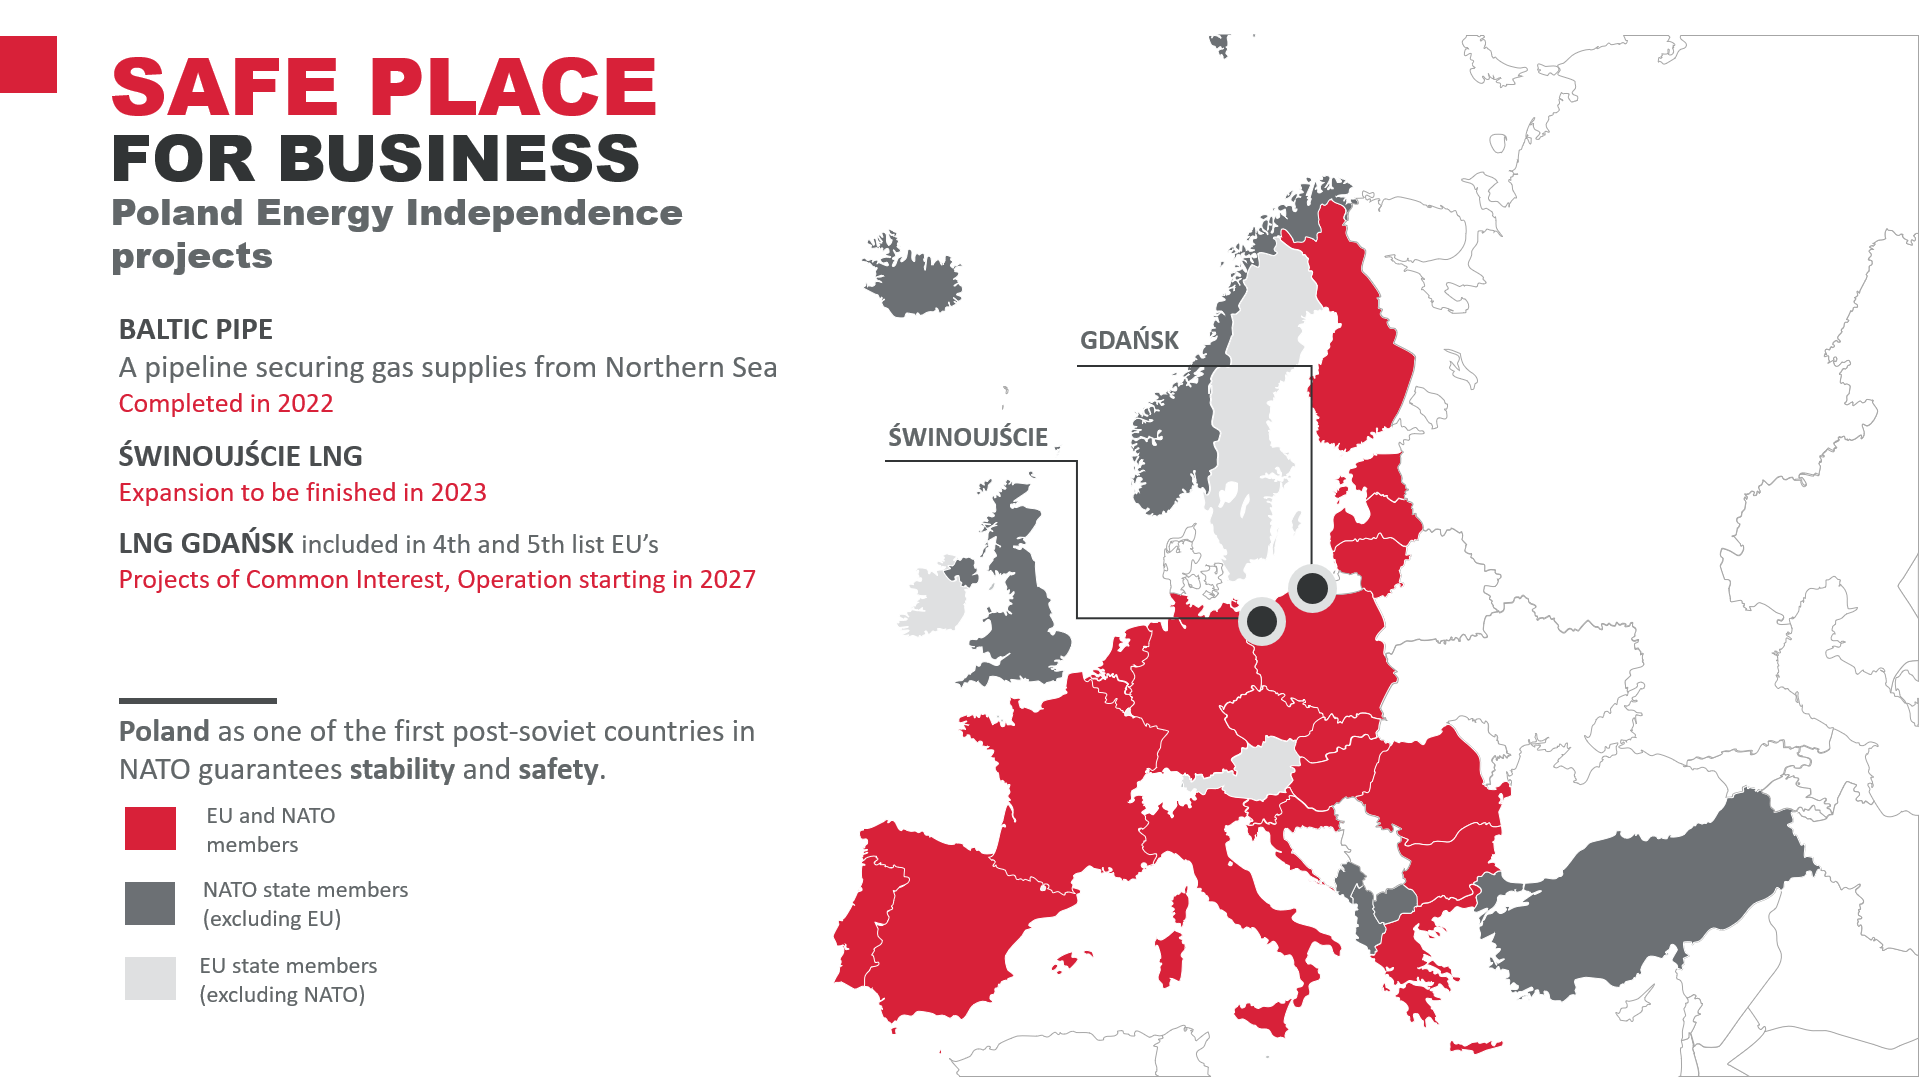 SAFE PLACE
FOR BUSINESS
Poland Energy Independence
projects
BALTIC PIPE
A pipeline securing gas supplies from Northern Sea
Completed in 2022
ŚWINOUJŚCIE LNG
Expansion to be finished in 2023
LNG GDAŃSK included in 4th and 5th list EU’s
Projects of Common Interest, Operation starting in 2027
Poland as one of the first post-soviet countries in
NATO guarantees stability and safety.
EU and NATO
members
NATO state members
(excluding EU)
EU state members
(excluding NATO)
GDAŃSK
ŚWINOUJŚCIE